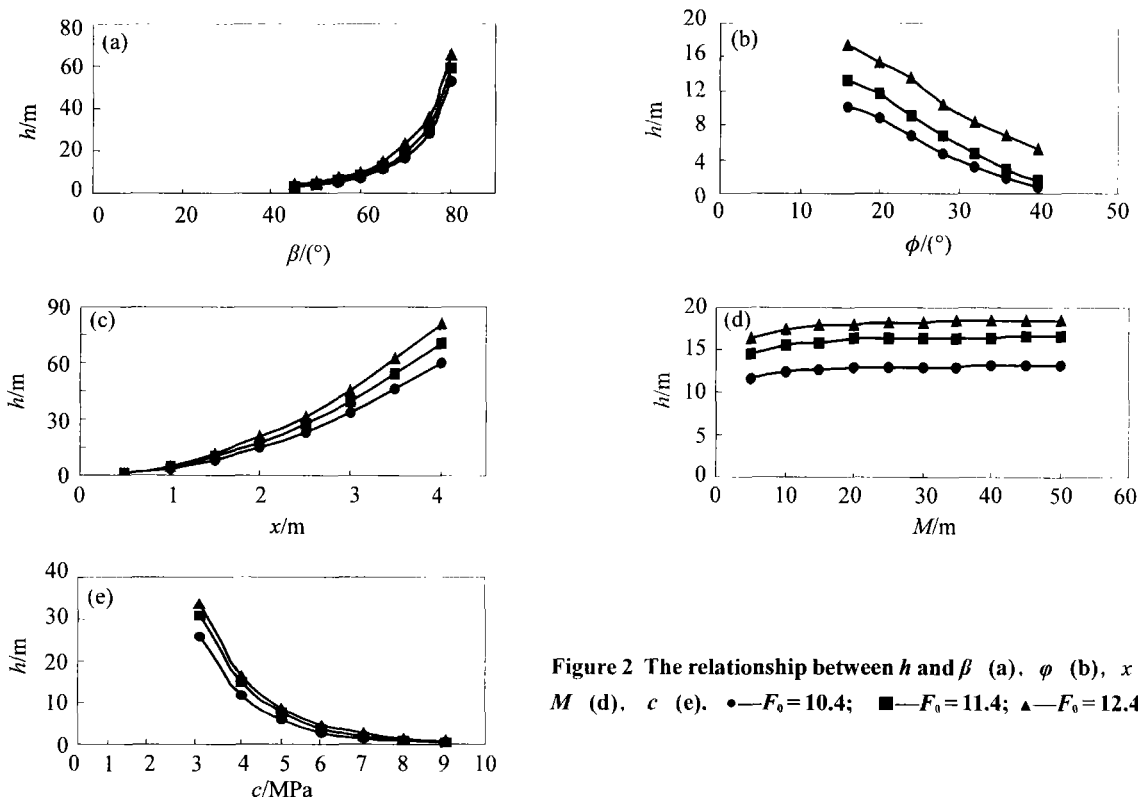 (a)
80
60
40
20
0
h/m
0 20 40 60 80
β/(°)
(b)
20
16
12
8
4
0
h/m
0 10 20 30 40 50
ϕ/(°)
(c)
90
60
30
0
h/m
0 1 2 3 4
x/m
(d)
20
15
10
5
0
h/m
0 10 20 30 40 50 60
M/m
(e)
40
30
20
10
0
h/m
0 1 2 3 4 5 6 7 8 9 10
c/MPa
Figure 2 The relationship between h and β (a), φ (b), x
M (d), c (e). ●—F₀ = 10.4; ■—F₀ = 11.4; ▲—F₀ = 12.4